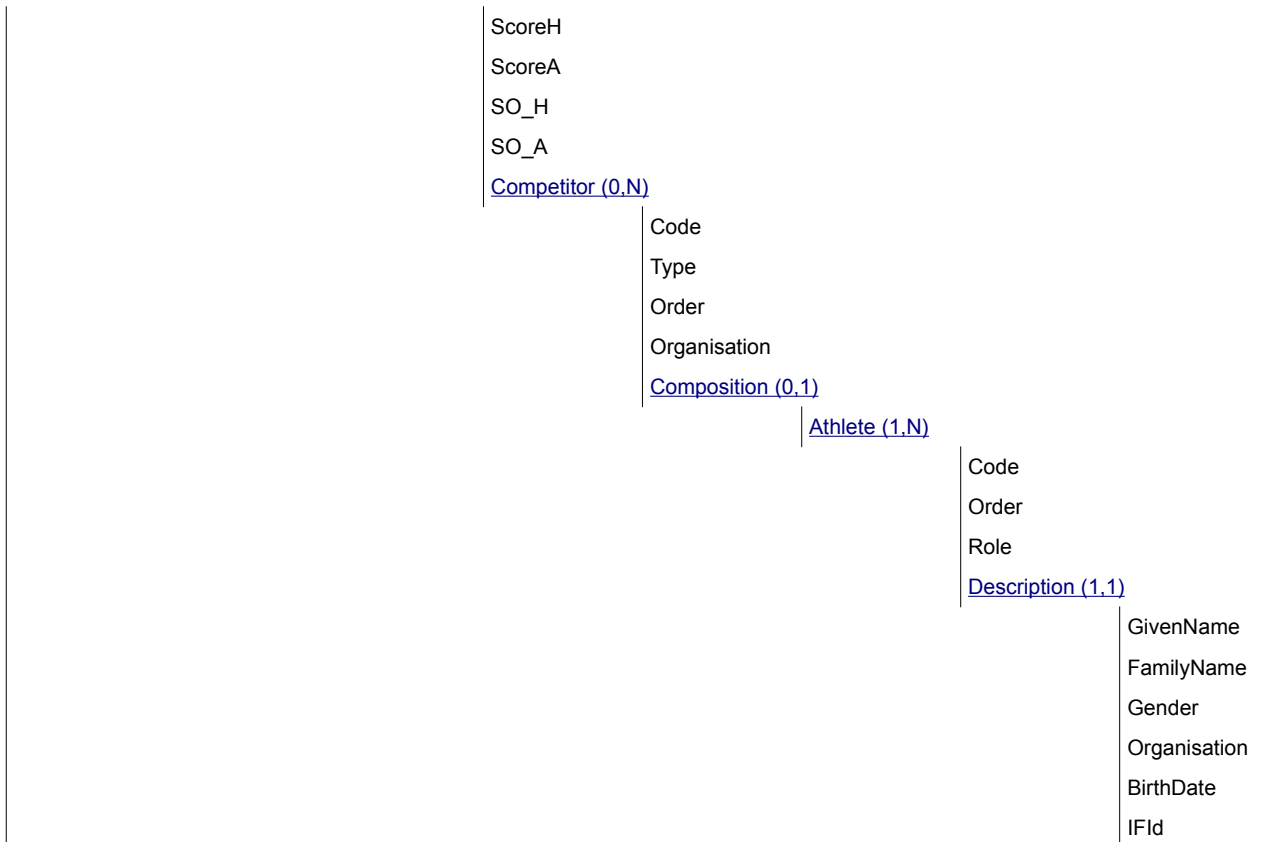 ScoreH
ScoreA
SO_H
SO_A
Competitor (0,N)
Code
Type
Order
Organisation
Composition (0,1)
Athlete (1,N)
Code
Order
Role
Description (1,1)
GivenName
FamilyName
Gender
Organisation
BirthDate
IFId